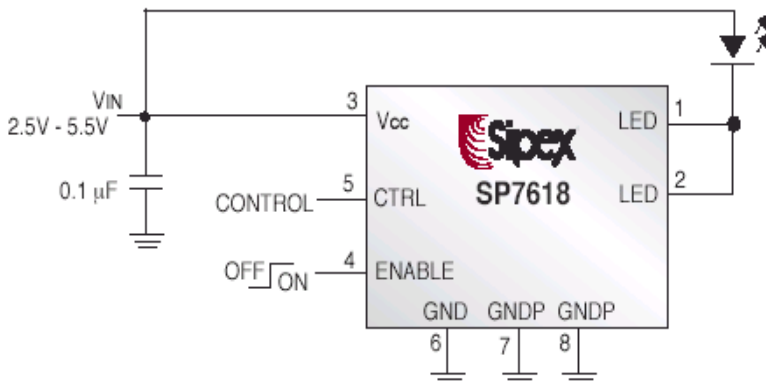 VIN
2.5V - 5.5V
0.1 µF
3
Vcc
Sipex
SP7618
LED
1
LED
2
CONTROL
5
CTRL
OFF
ON
4
ENABLE
GND
GNDP
GNDP
6
7
8